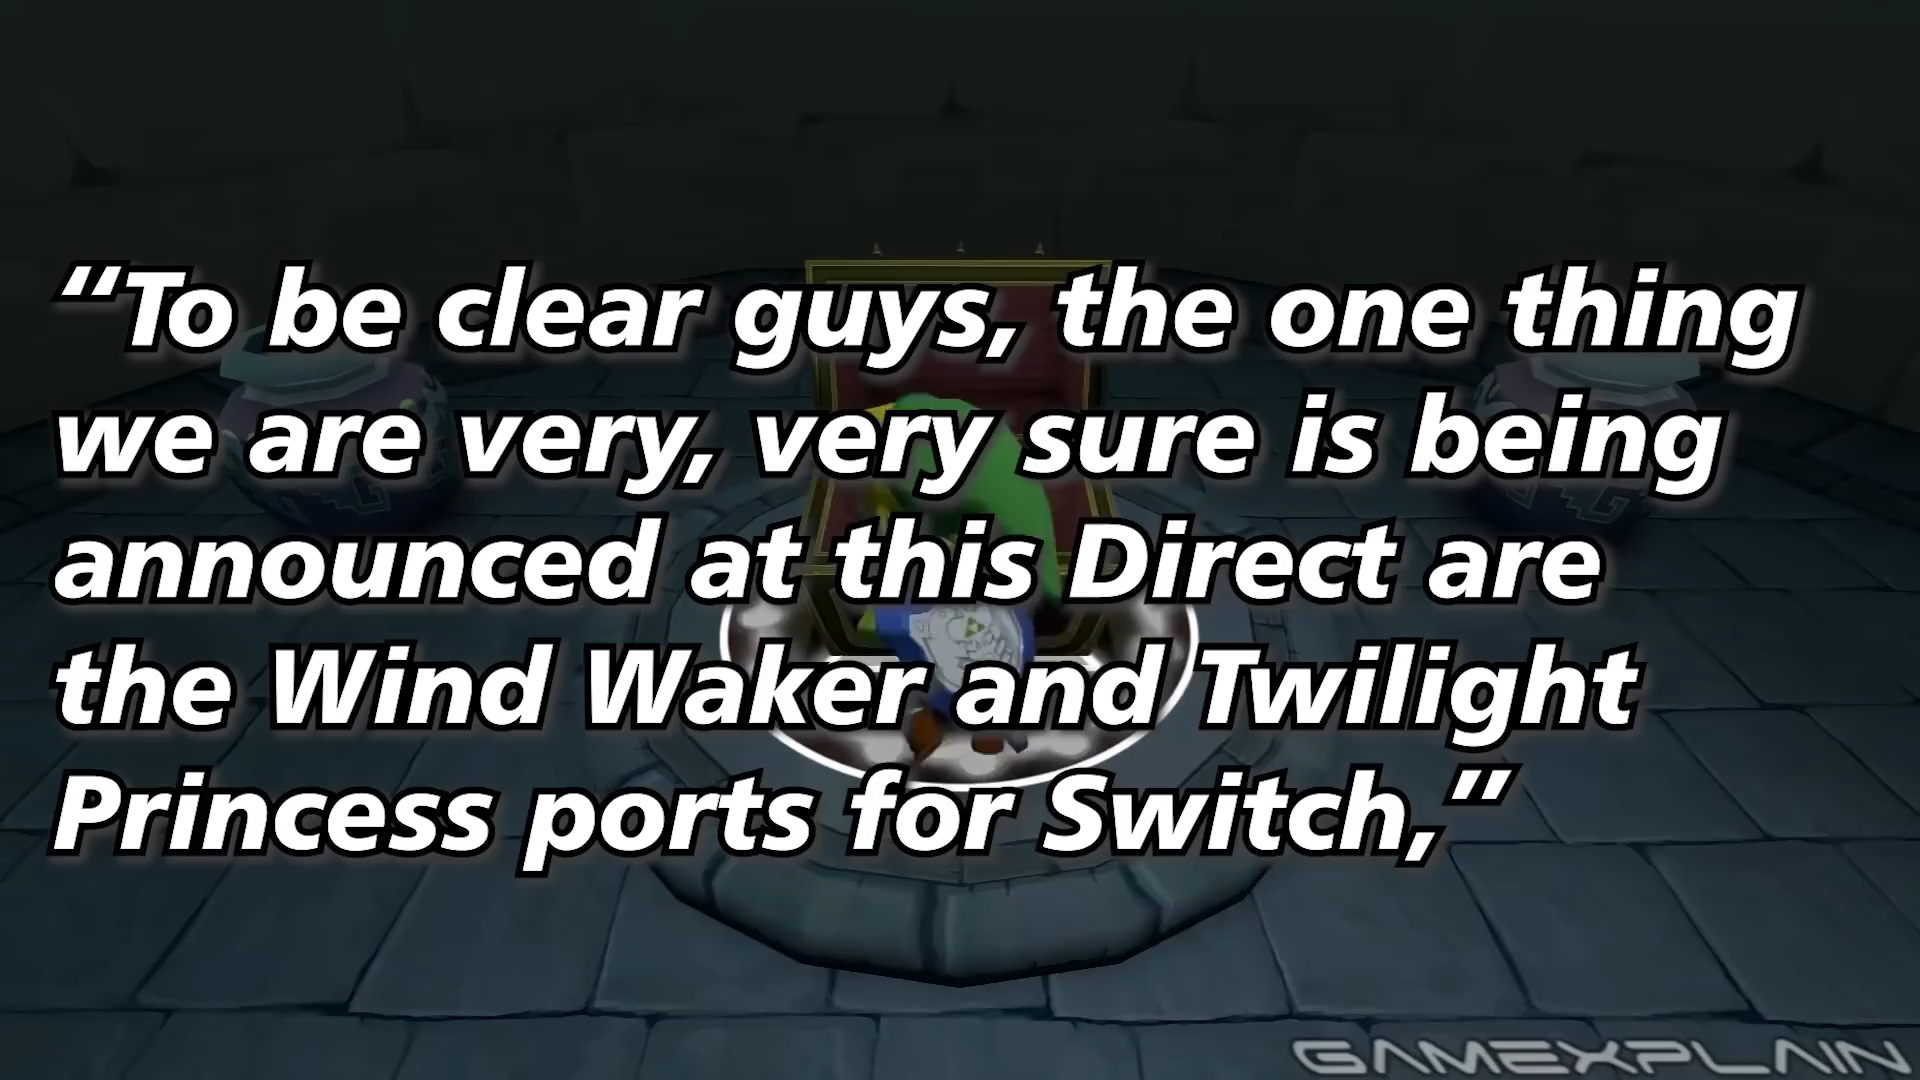 “To be clear guys, the one thing
we are very, very sure is being
announced at this Direct are
the Wind Waker and Twilight
Princess ports for Switch,”
GAMEXPLAIN